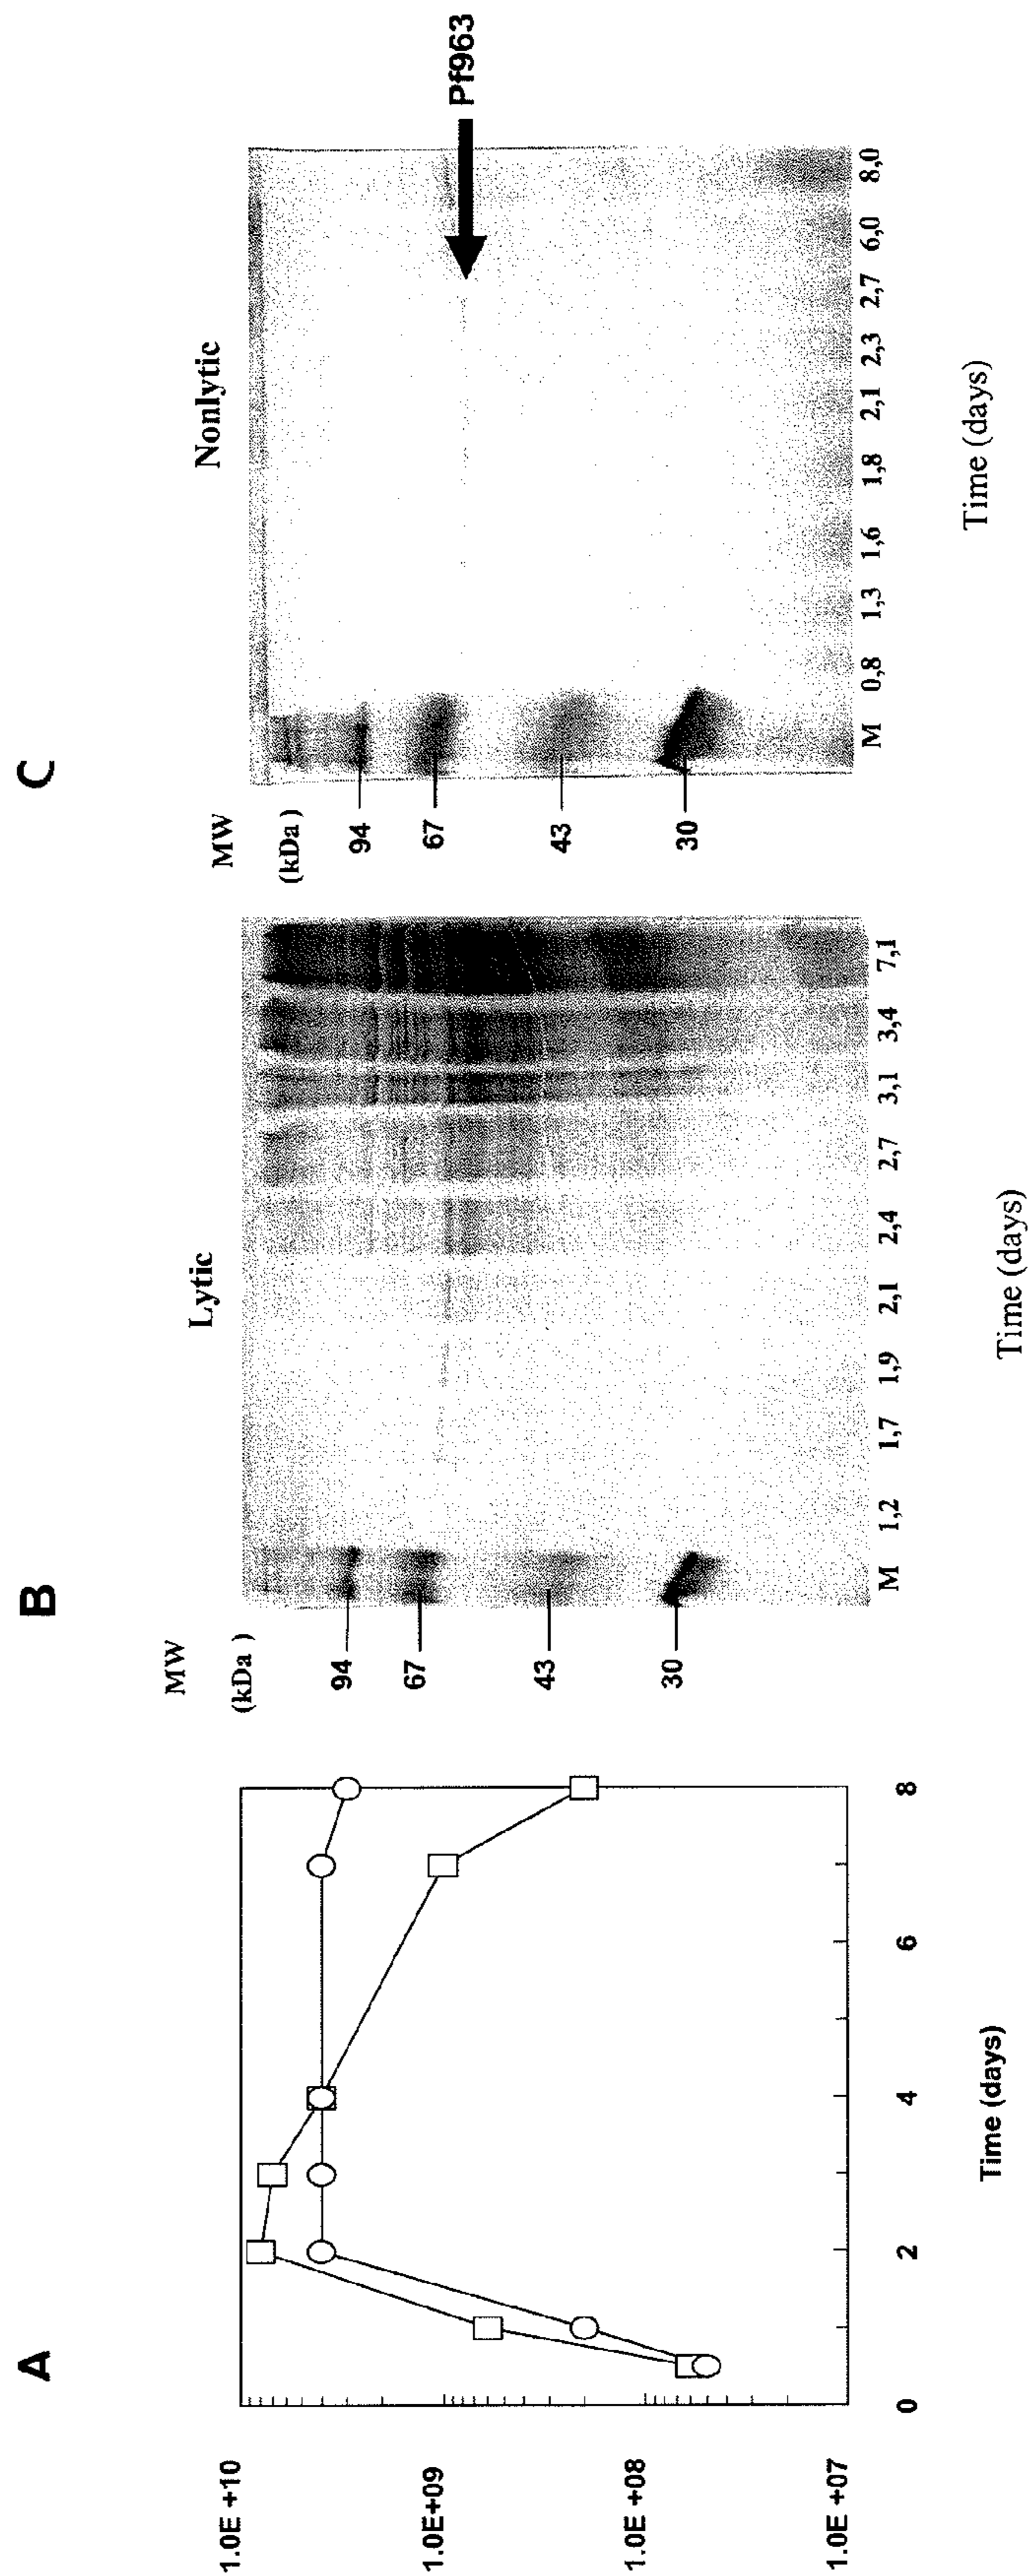 A
1.0E +10
1.0E+09
1.0E +08
1.0E +07
0 2 4 6 8
Time (days)
B
Lytic
MW
(kDa )
94
67
43
30
M 1,2 1,7 1,9 2,1 2,4 2,7 3,1 3,4 7,1
Time (days)
C
Nonlytic
MW
(kDa )
94
67
43
30
Pf963
M 0,8 1,3 1,6 1,8 2,1 2,3 2,7 6,0 8,0
Time (days)